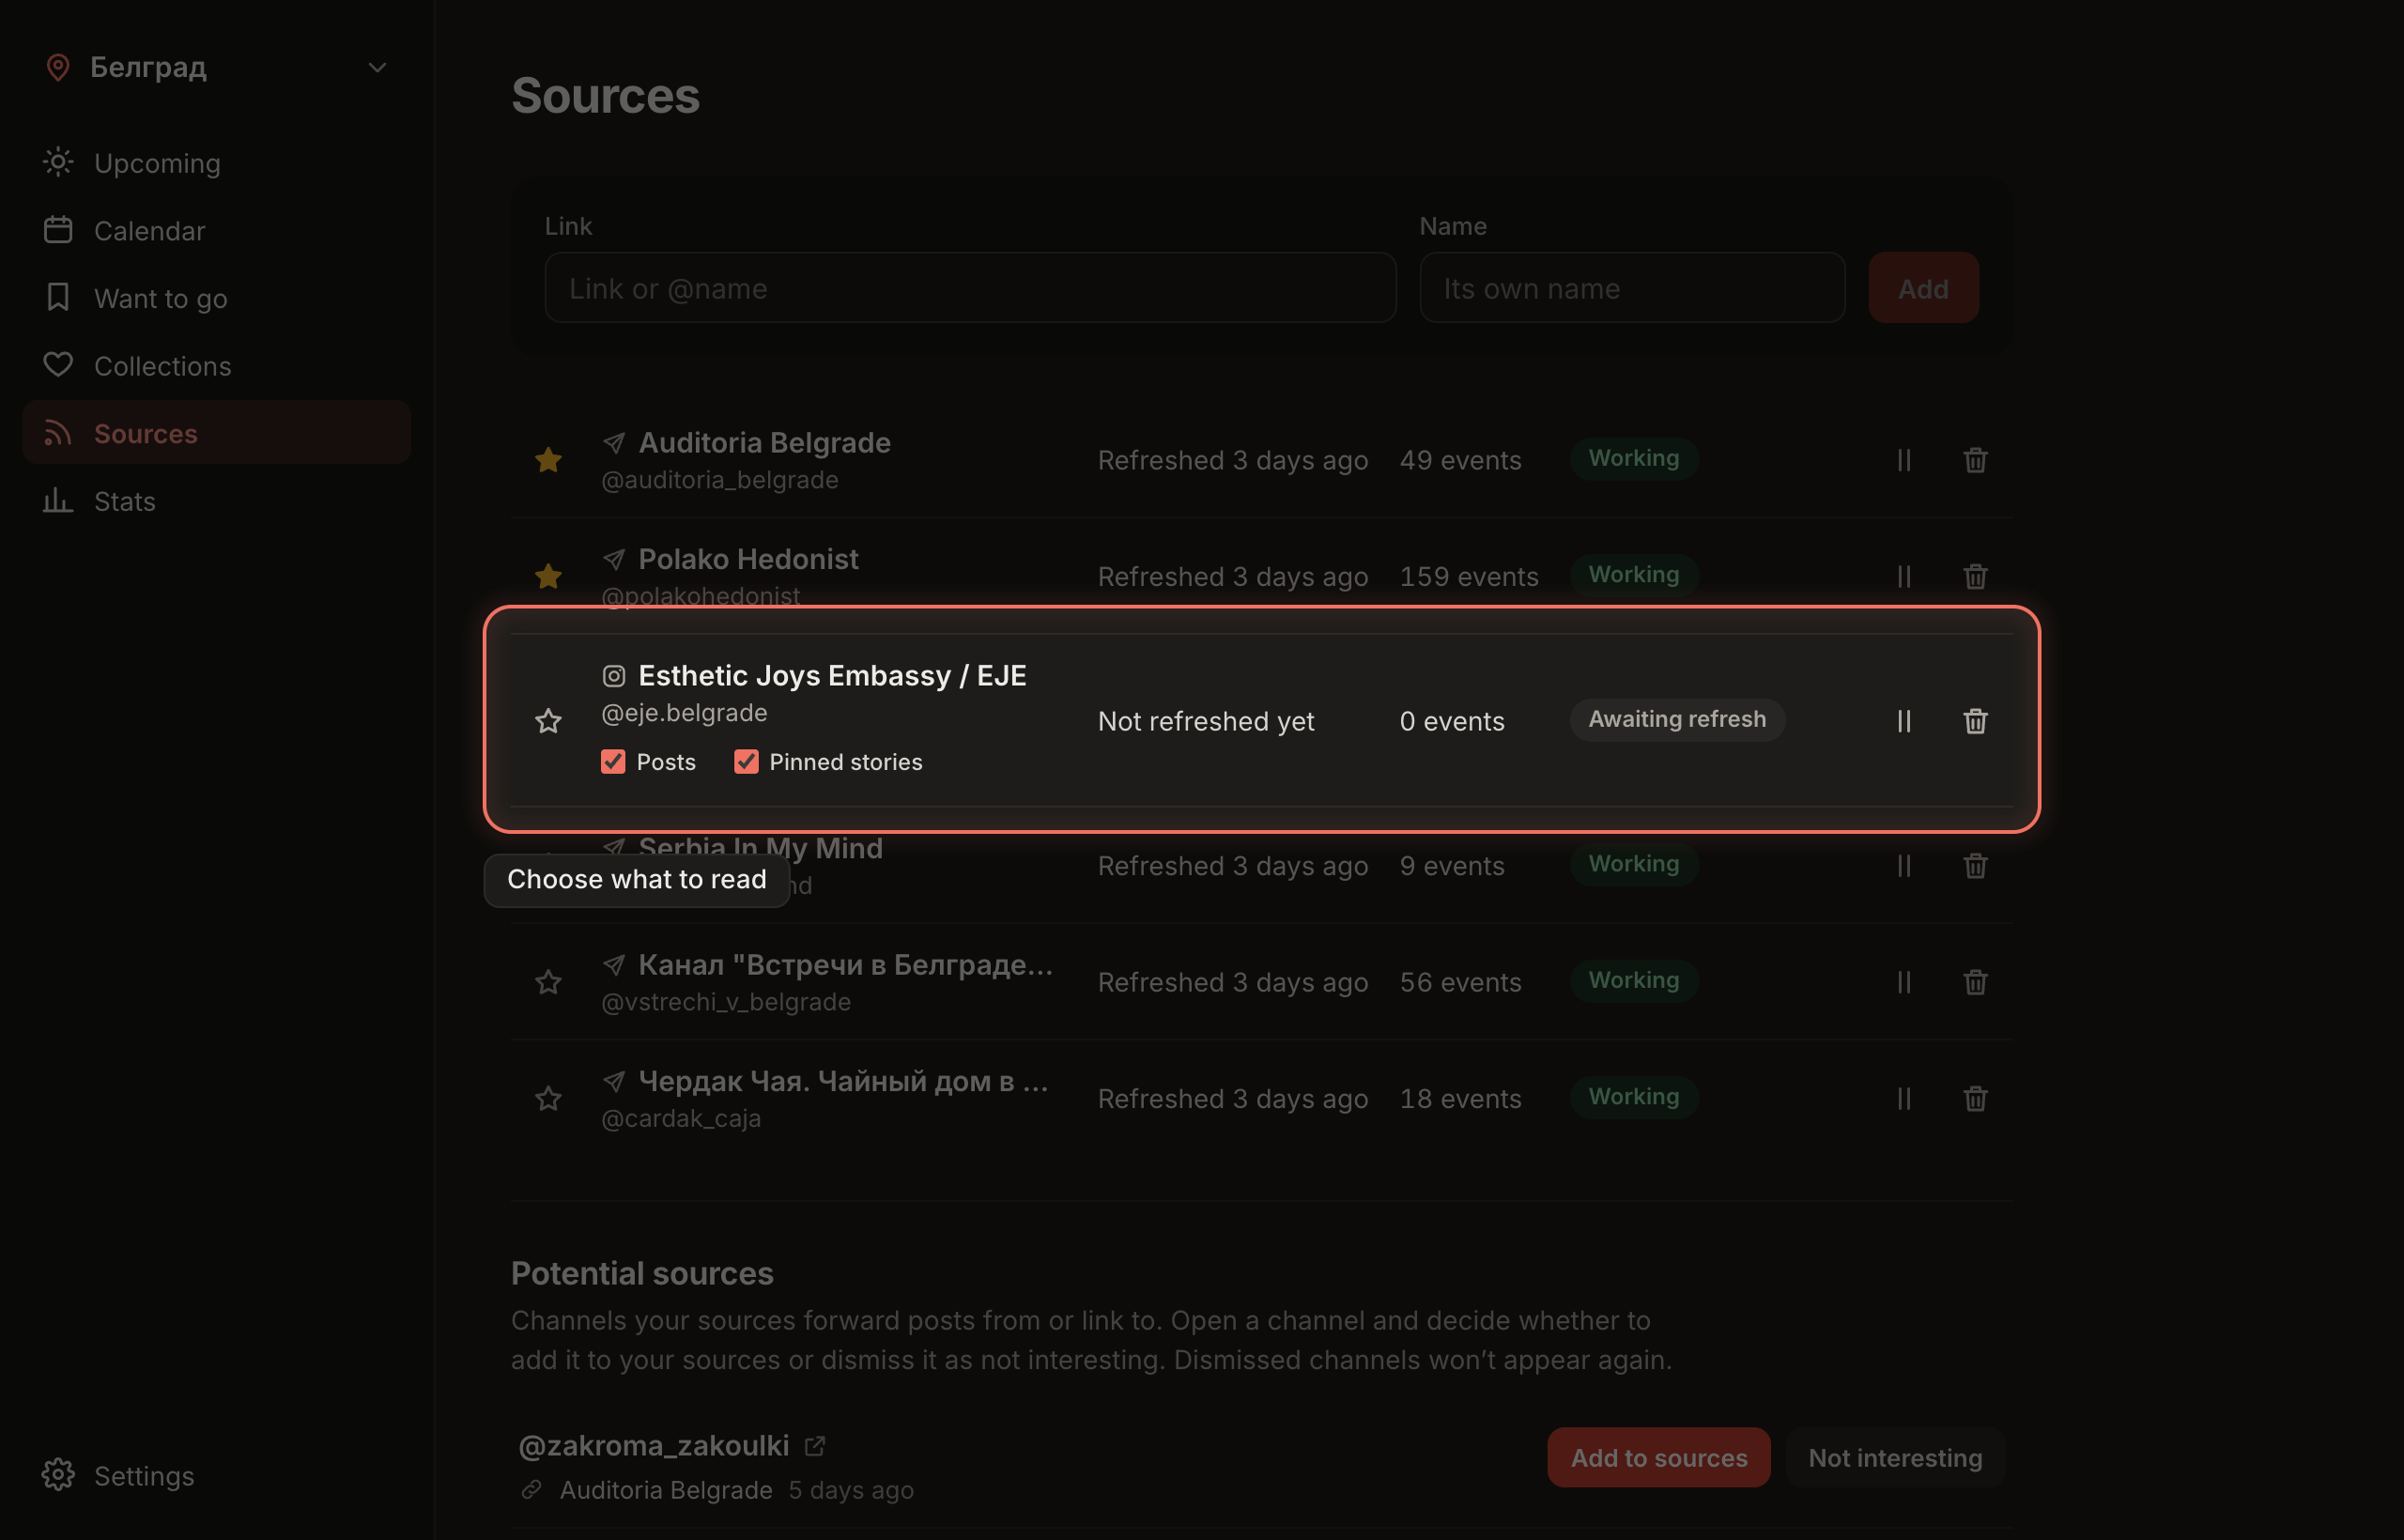 Белград
Upcoming
Calendar
Want to go
Collections
Sources
Stats
Settings
Sources
Link
Name
Link or @name
Its own name
Add
Auditoria Belgrade
@auditoria_belgrade
Refreshed 3 days ago
49 events
Working
Polako Hedonist
@polakohedonist
Refreshed 3 days ago
159 events
Working
Esthetic Joys Embassy / EJE
@eje.belgrade
Posts
Pinned stories
Not refreshed yet
0 events
Awaiting refresh
Serbia In My Mind
Choose what to read
Refreshed 3 days ago
9 events
Working
Канал "Встречи в Белграде...
@vstrechi_v_belgrade
Refreshed 3 days ago
56 events
Working
Чердак Чая. Чайный дом в ...
@cardak_caja
Refreshed 3 days ago
18 events
Working
Potential sources
Channels your sources forward posts from or link to. Open a channel and decide whether to
add it to your sources or dismiss it as not interesting. Dismissed channels won’t appear again.
@zakroma_zakoulki
Auditoria Belgrade 5 days ago
Add to sources
Not interesting